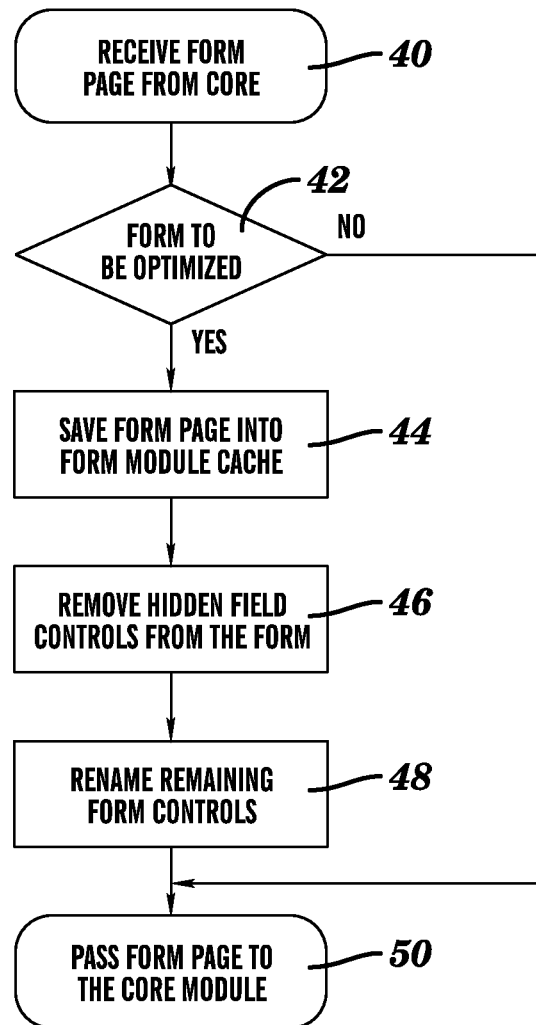 RECEIVE FORM
PAGE FROM CORE
40
42
FORM TO
BE OPTIMIZED
NO
YES
SAVE FORM PAGE INTO
FORM MODULE CACHE
44
REMOVE HIDDEN FIELD
CONTROLS FROM THE FORM
46
RENAME REMAINING
FORM CONTROLS
48
PASS FORM PAGE TO
THE CORE MODULE
50